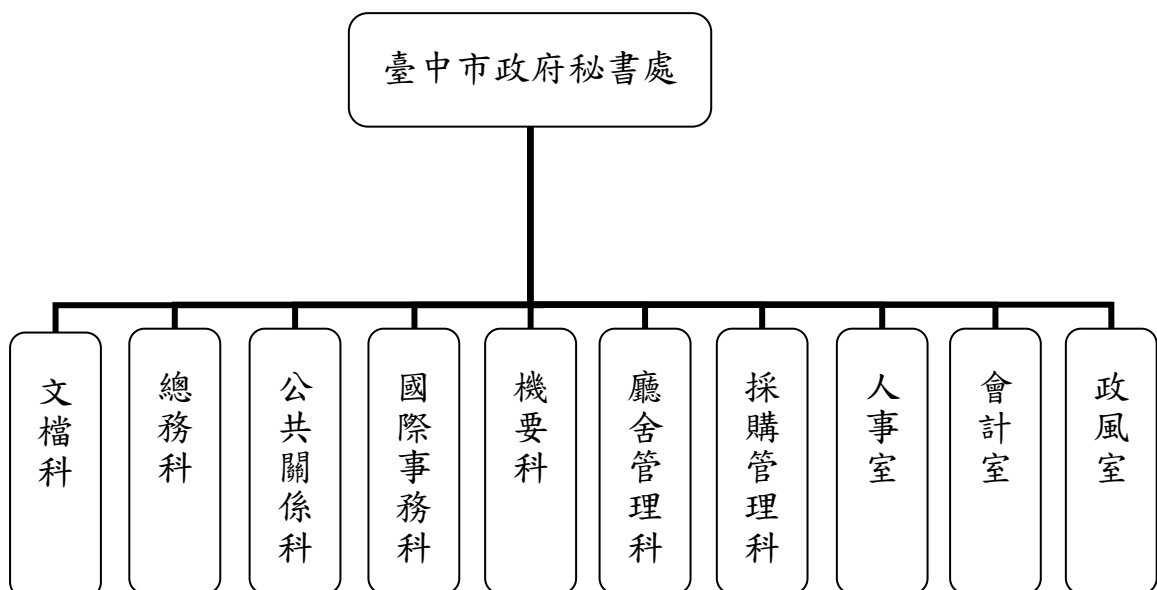 臺中市政府秘書處
文檔科
總務科
公共關係科
國際事務科
機要科
廳舍管理科
採購管理科
人事室
會計室
政風室